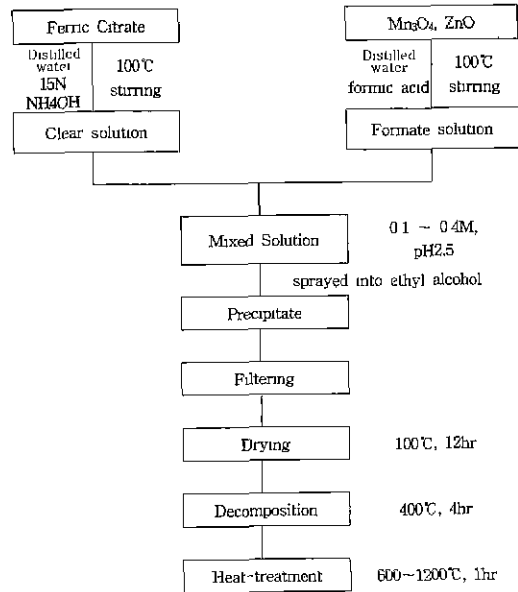 Ferric Citrate
Distilled
water
15N
NH4OH
100℃
stirring
Clear solution
Mn₃O₄, ZnO
Distilled
water
formic acid
100℃
stirring
Formate solution
Mixed Solution
0.1 ~ 0.4M,
pH2.5
sprayed into ethyl alcohol
Precipitate
Filtering
Drying
100℃, 12hr
Decomposition
400℃, 4hr
Heat-treatment
600~1200℃, 1hr